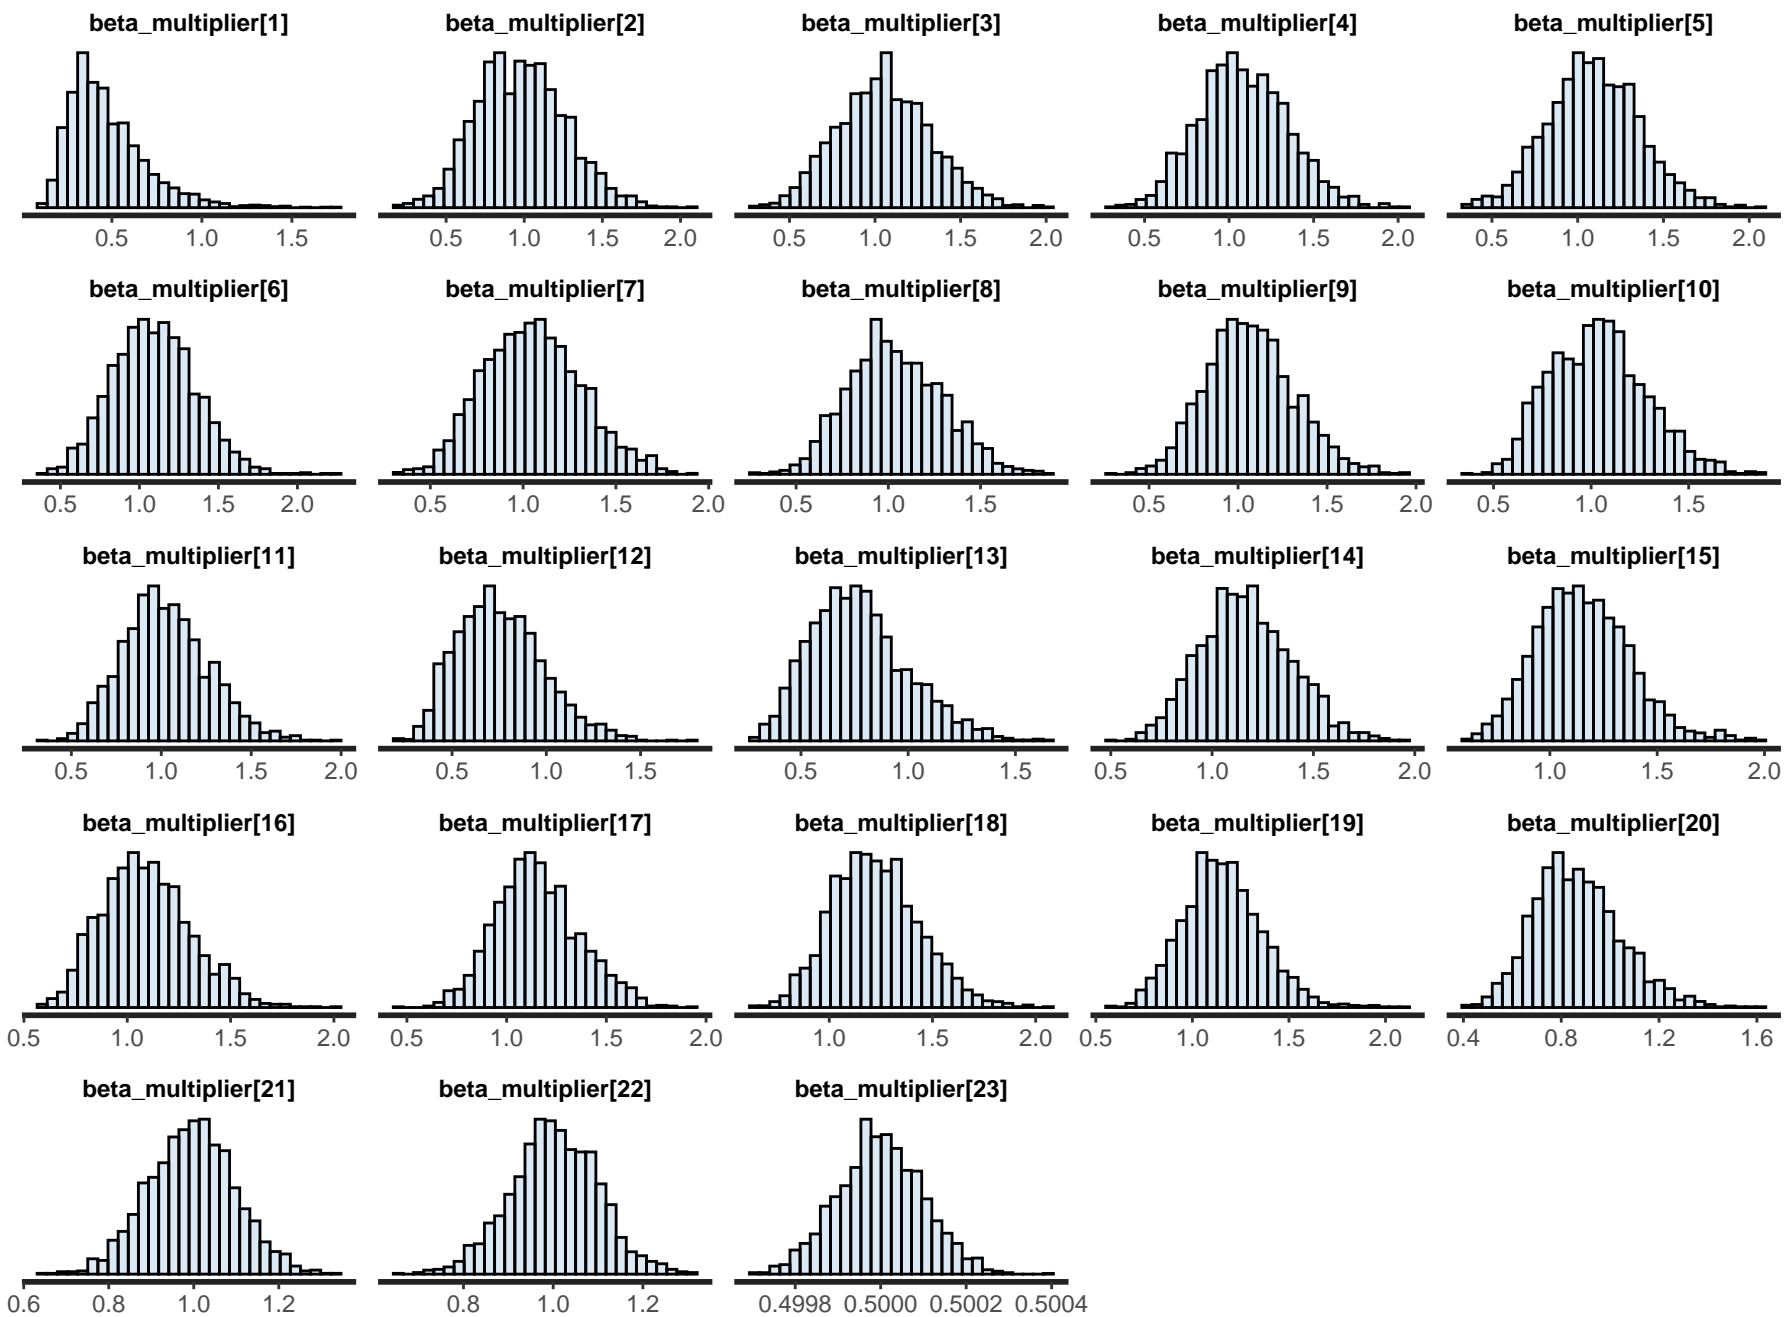 beta_multiplier[1] beta_multiplier[2] beta_multiplier[3] beta_multiplier[4] beta_multiplier[5]
0.5 1.0 1.5 0.5 1.0 1.5 2.0 0.5 1.0 1.5 2.0 0.5 1.0 1.5 2.0 0.5 1.0 1.5 2.0
beta_multiplier[6] beta_multiplier[7] beta_multiplier[8] beta_multiplier[9] beta_multiplier[10]
0.5 1.0 1.5 2.0 0.5 1.0 1.5 2.0 0.5 1.0 1.5 0.5 1.0 1.5 2.0 0.5 1.0 1.5
beta_multiplier[11] beta_multiplier[12] beta_multiplier[13] beta_multiplier[14] beta_multiplier[15]
0.5 1.0 1.5 2.0 0.5 1.0 1.5 0.5 1.0 1.5 0.5 1.0 1.5 2.0 1.0 1.5 2.0
beta_multiplier[16] beta_multiplier[17] beta_multiplier[18] beta_multiplier[19] beta_multiplier[20]
0.5 1.0 1.5 2.0 0.5 1.0 1.5 2.0 1.0 1.5 2.0 0.5 1.0 1.5 2.0 0.4 0.8 1.2 1.6
beta_multiplier[21] beta_multiplier[22] beta_multiplier[23]
0.6 0.8 1.0 1.2 0.8 1.0 1.2 0.4998 0.5000 0.5002 0.5004